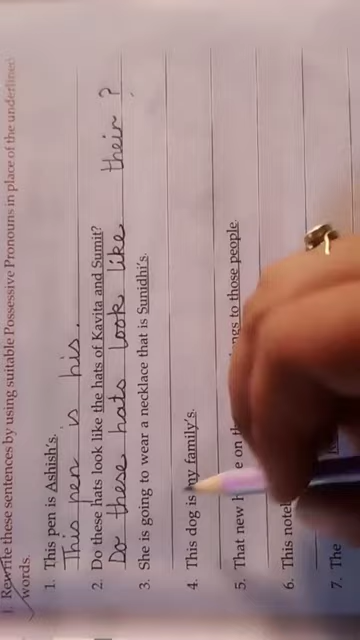 Rewrite these sentences by using suitable Possessive Pronouns in place of the underlined
words.
1. This pen is Ashish's.
This pen is his.
2. Do these hats look like the hats of Kavita and Sumit?
Do these hats look like their ?
3. She is going to wear a necklace that is Sunidhi's.
4. This dog is my family's.
5. That new on to those people.
6. This
7. The